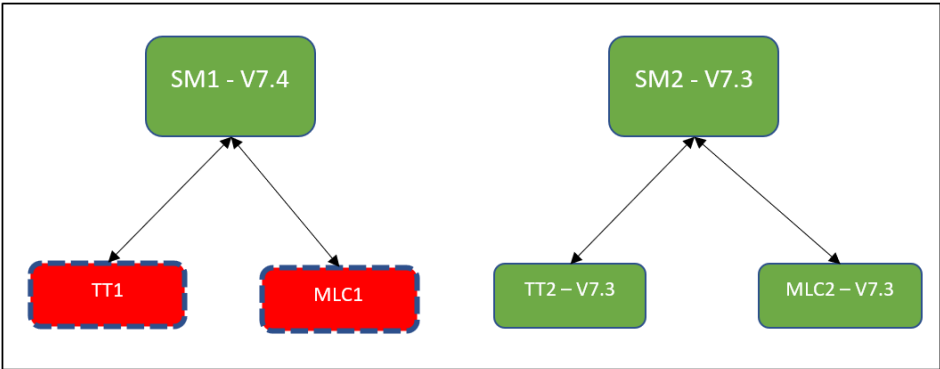 SM1 - V7.4
SM2 - V7.3
TT1
MLC1
TT2 – V7.3
MLC2 – V7.3